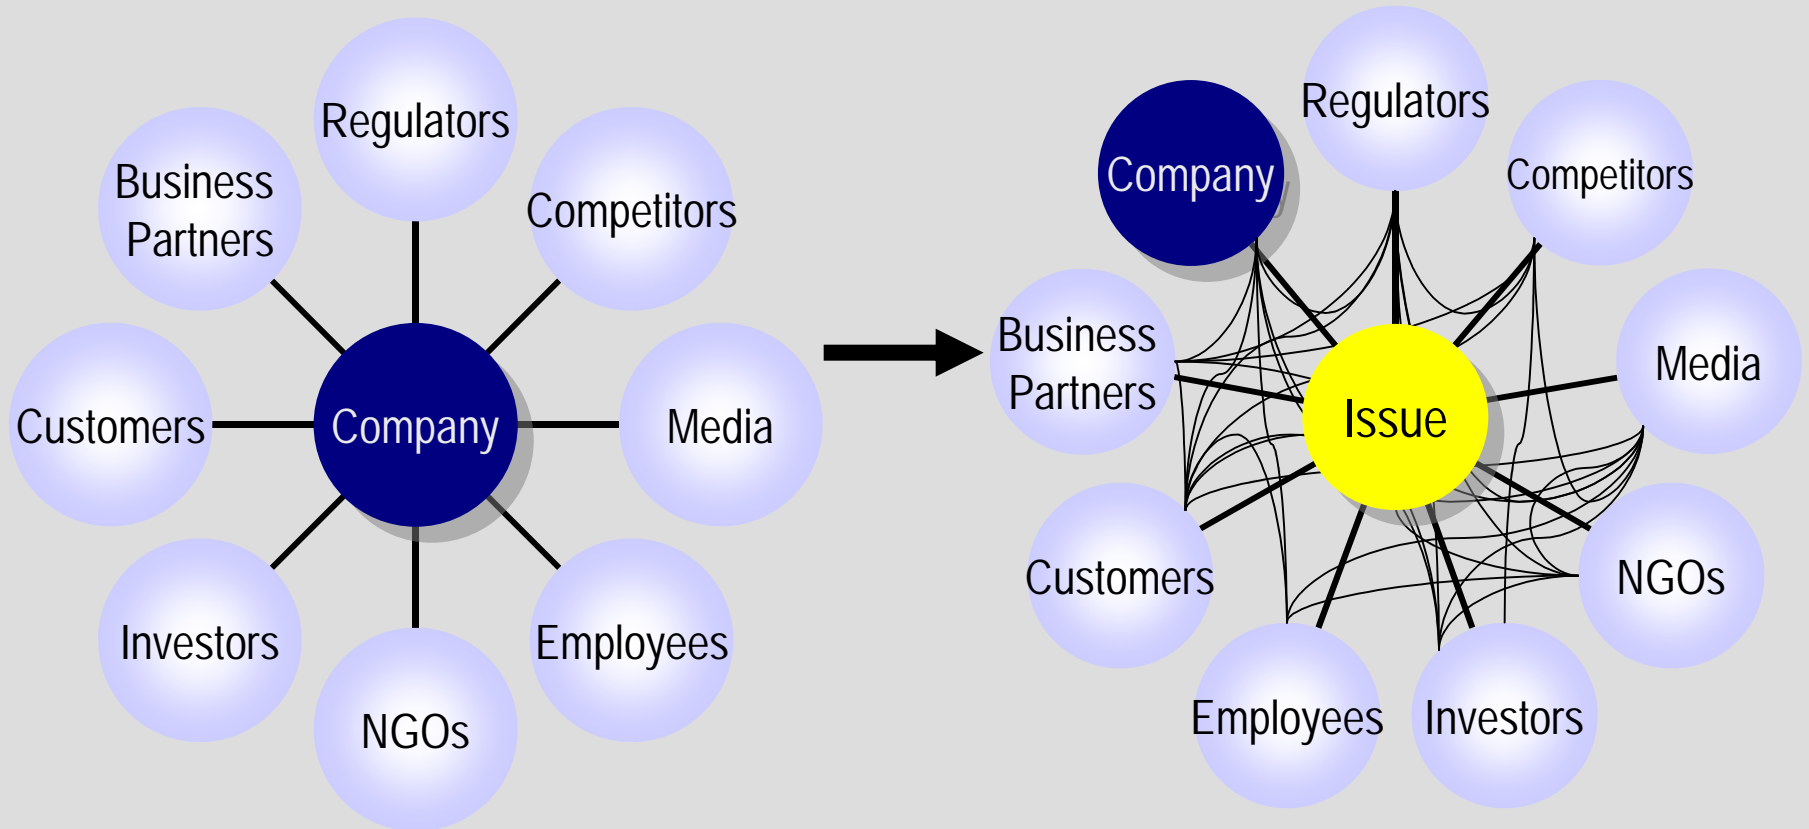 Regulators
Business
Partners
Competitors
Customers
Company
Media
Investors
Employees
NGOs
Regulators
Company
Competitors
Business
Partners
Media
Issue
Customers
NGOs
Employees
Investors